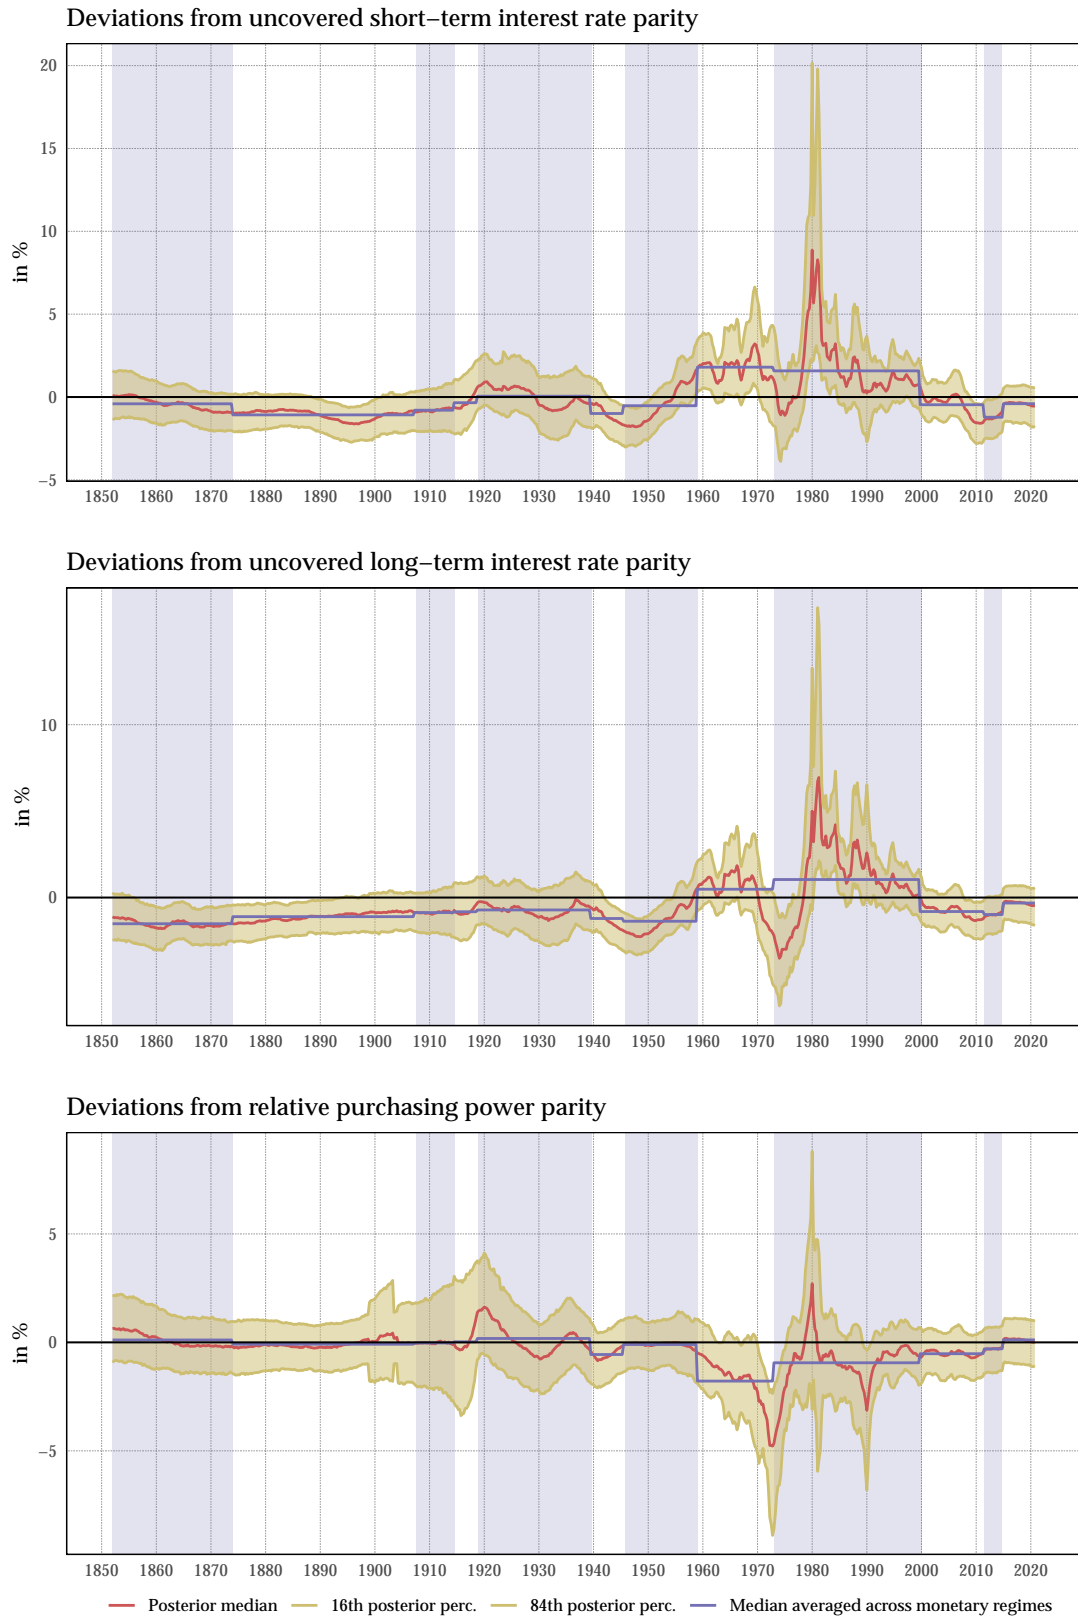 Deviations from uncovered short−term interest rate parity
in %
20
15
10
5
0
−5
1850 1860 1870 1880 1890 1900 1910 1920 1930 1940 1950 1960 1970 1980 1990 2000 2010 2020
Deviations from uncovered long−term interest rate parity
in %
10
0
1850 1860 1870 1880 1890 1900 1910 1920 1930 1940 1950 1960 1970 1980 1990 2000 2010 2020
Deviations from relative purchasing power parity
in %
5
0
−5
1850 1860 1870 1880 1890 1900 1910 1920 1930 1940 1950 1960 1970 1980 1990 2000 2010 2020
Posterior median 16th posterior perc. 84th posterior perc. Median averaged across monetary regimes